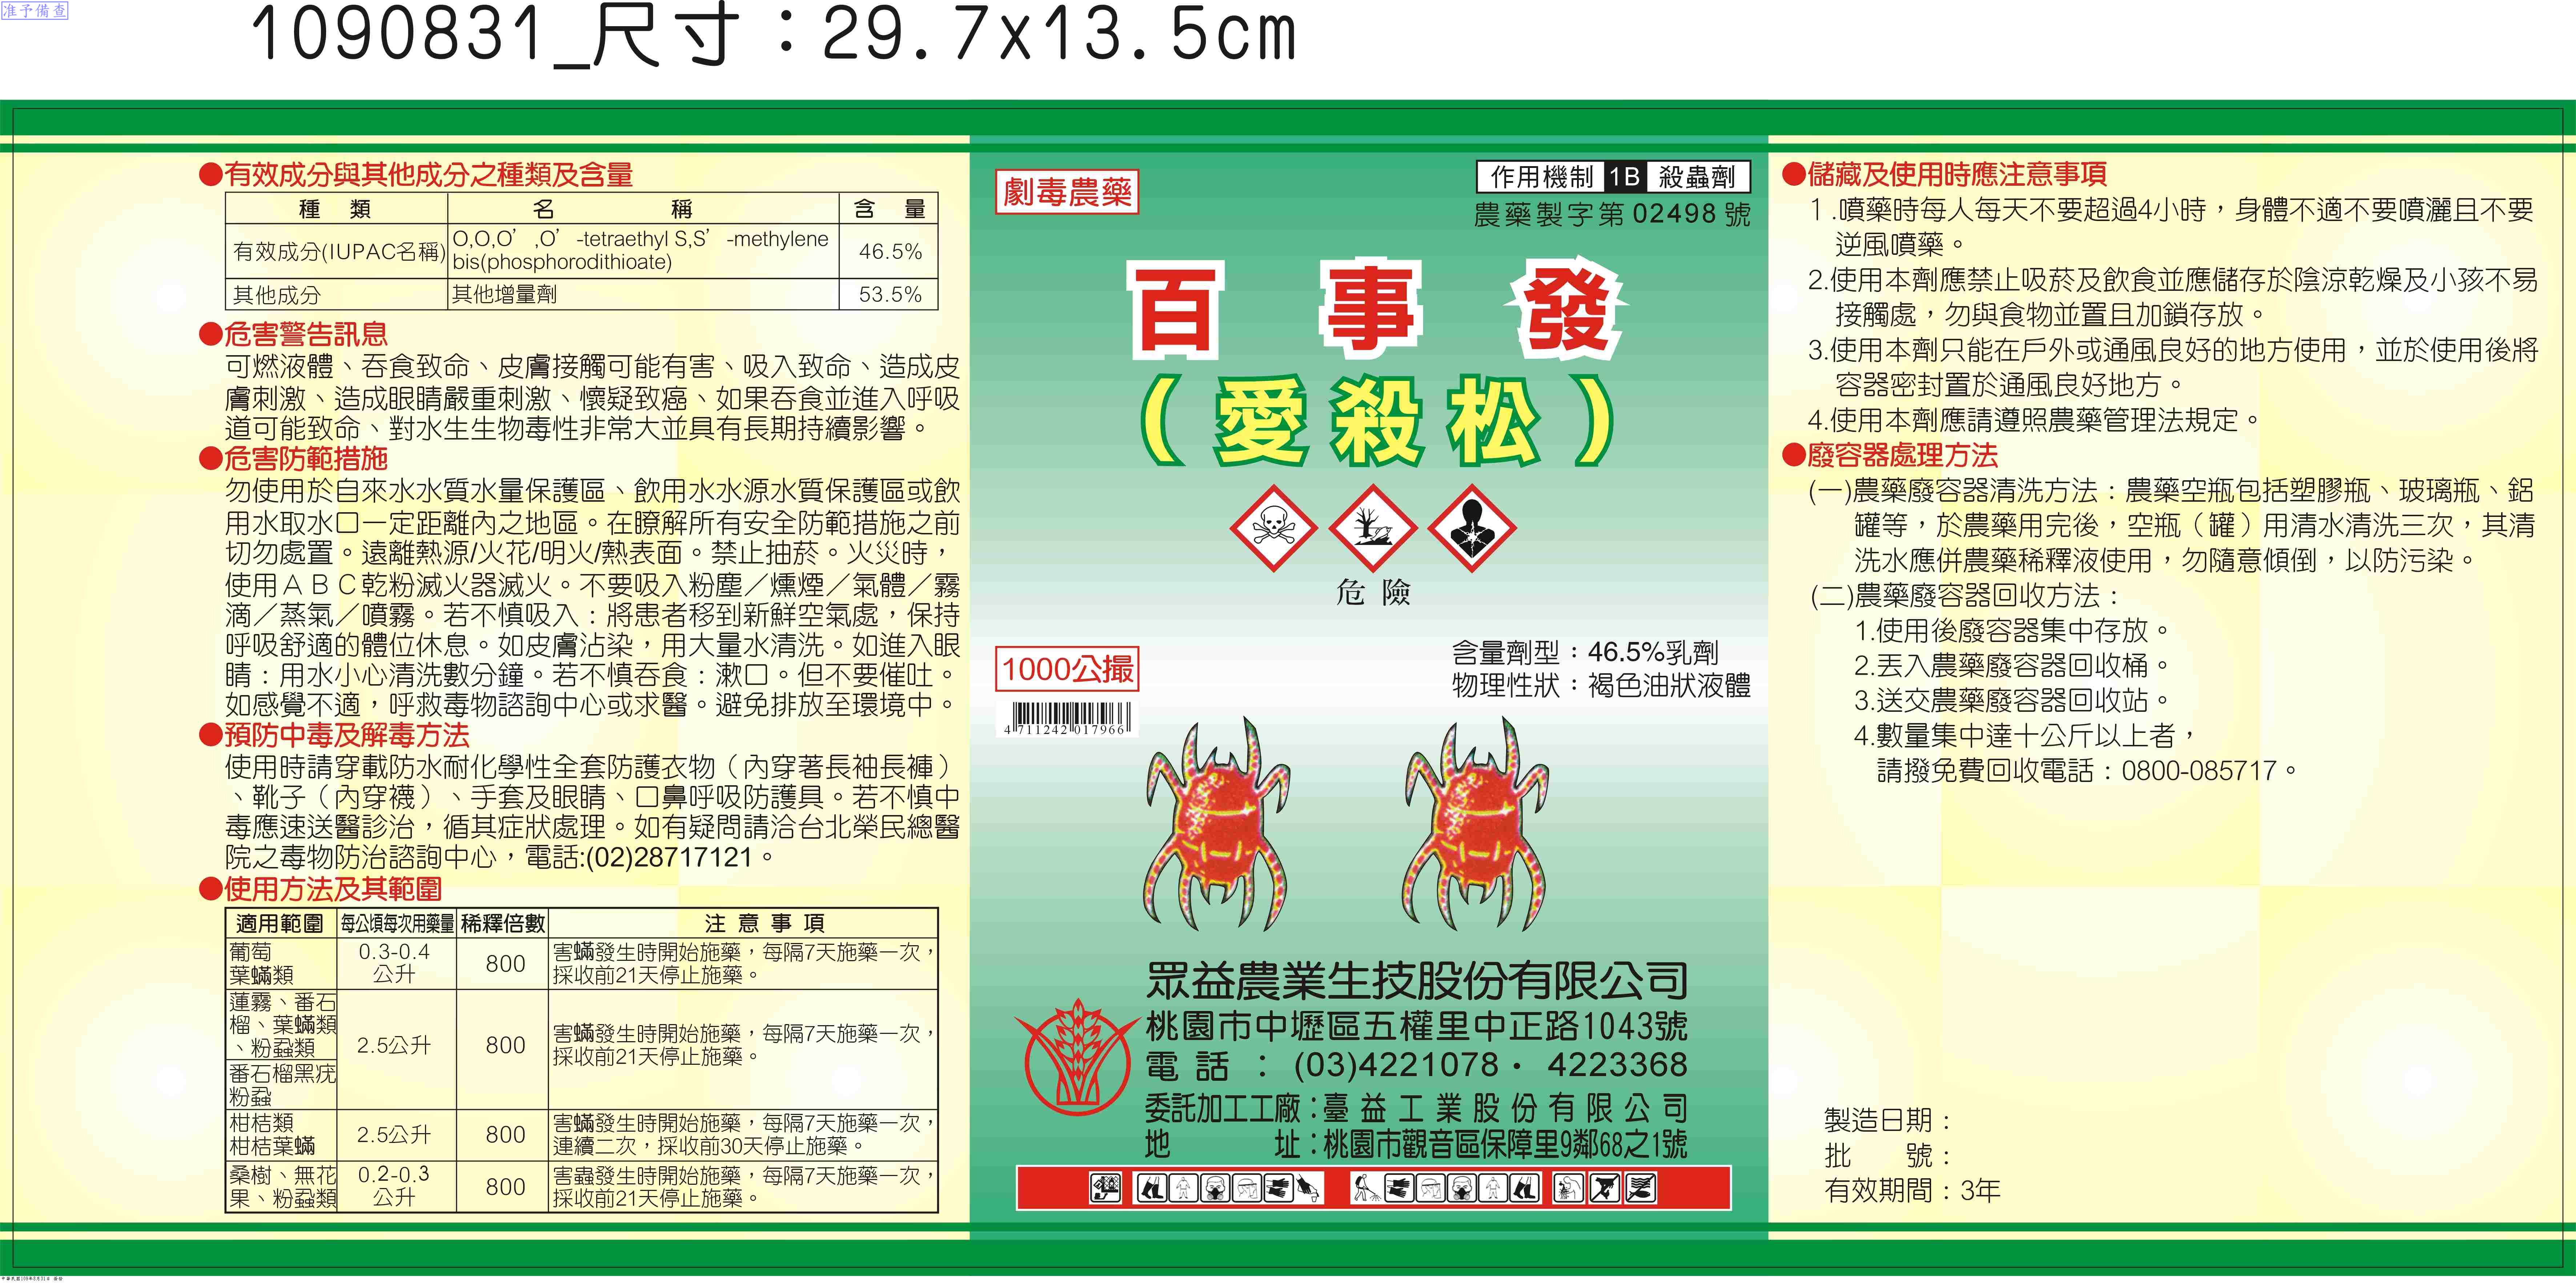 准予備查
1090831_尺寸：29.7x13.5cm
●有效成分與其他成分之種類及含量
種 類 名 稱 含 量
有效成分(IUPAC名稱) O,O,O’,O’-tetraethyl S,S’-methylene
bis(phosphorodithioate) 46.5%
其他成分 其他增量劑 53.5%
●危害警告訊息
可燃液體、吞食致命、皮膚接觸可能有害、吸入致命、造成皮
膚刺激、造成眼睛嚴重刺激、懷疑致癌、如果吞食並進入呼吸
道可能致命、對水生生物毒性非常大並具有長期持續影響。
●危害防範措施
勿使用於自來水水質水量保護區、飲用水水源水質保護區或飲
用水取水口一定距離內之地區。在瞭解所有安全防範措施之前
切勿處置。遠離熱源/火花/明火/熱表面。禁止抽菸。火災時，
使用ＡＢＣ乾粉滅火器滅火。不要吸入粉塵／燻煙／氣體／霧
滴／蒸氣／噴霧。若不慎吸入：將患者移到新鮮空氣處，保持
呼吸舒適的體位休息。如皮膚沾染，用大量水清洗。如進入眼
睛：用水小心清洗數分鐘。若不慎吞食：漱口。但不要催吐。
如感覺不適，呼救毒物諮詢中心或求醫。避免排放至環境中。
●預防中毒及解毒方法
使用時請穿載防水耐化學性全套防護衣物（內穿著長袖長褲）
、靴子（內穿襪）、手套及眼睛、口鼻呼吸防護具。若不慎中
毒應速送醫診治，循其症狀處理。如有疑問請洽台北榮民總醫
院之毒物防治諮詢中心，電話:(02)28717121。
●使用方法及其範圍
適用範圍 每公頃每次用藥量 稀釋倍數 注 意 事 項
葡萄
葉蟎類 0.3-0.4
公升 800 害蟎發生時開始施藥，每隔7天施藥一次，
採收前21天停止施藥。
蓮霧、番石
榴、葉蟎類
、粉蝨類
番石榴黑疣
粉蝨 2.5公升 800 害蟎發生時開始施藥，每隔7天施藥一次，
採收前21天停止施藥。
柑桔類
柑桔葉蟎 2.5公升 800 害蟎發生時開始施藥，每隔7天施藥一次，
連續二次，採收前30天停止施藥。
桑樹、無花
果、粉蝨類 0.2-0.3
公升 800 害蟲發生時開始施藥，每隔7天施藥一次，
採收前21天停止施藥。
劇毒農藥
作用機制 1B 殺蟲劑
農藥製字第 02498 號
百事發
（愛殺松）
危險
1000公撮
4 711242 017966
含量劑型：46.5%乳劑
物理性狀：褐色油狀液體
眾益農業生技股份有限公司
桃園市中壢區五權里中正路1043號
電話：(03)4221078・4223368
委託加工工廠：臺益工業股份有限公司
地 址：桃園市觀音區保障里9鄰68之1號
●儲藏及使用時應注意事項
1.噴藥時每人每天不要超過4小時，身體不適不要噴灑且不要
逆風噴藥。
2.使用本劑應禁止吸菸及飲食並應儲存於陰涼乾燥及小孩不易
接觸處，勿與食物並置且加鎖存放。
3.使用本劑只能在戶外或通風良好的地方使用，並於使用後將
容器密封置於通風良好地方。
4.使用本劑應請遵照農藥管理法規定。
●廢容器處理方法
(一)農藥廢容器清洗方法：農藥空瓶包括塑膠瓶、玻璃瓶、鋁
罐等，於農藥用完後，空瓶（罐）用清水清洗三次，其清
洗水應併農藥稀釋液使用，勿隨意傾倒，以防污染。
(二)農藥廢容器回收方法：
1.使用後廢容器集中存放。
2.丟入農藥廢容器回收桶。
3.送交農藥廢容器回收站。
4.數量集中達十公斤以上者，
請撥免費回收電話：0800-085717。
製造日期：
批 號：
有效期間：3年